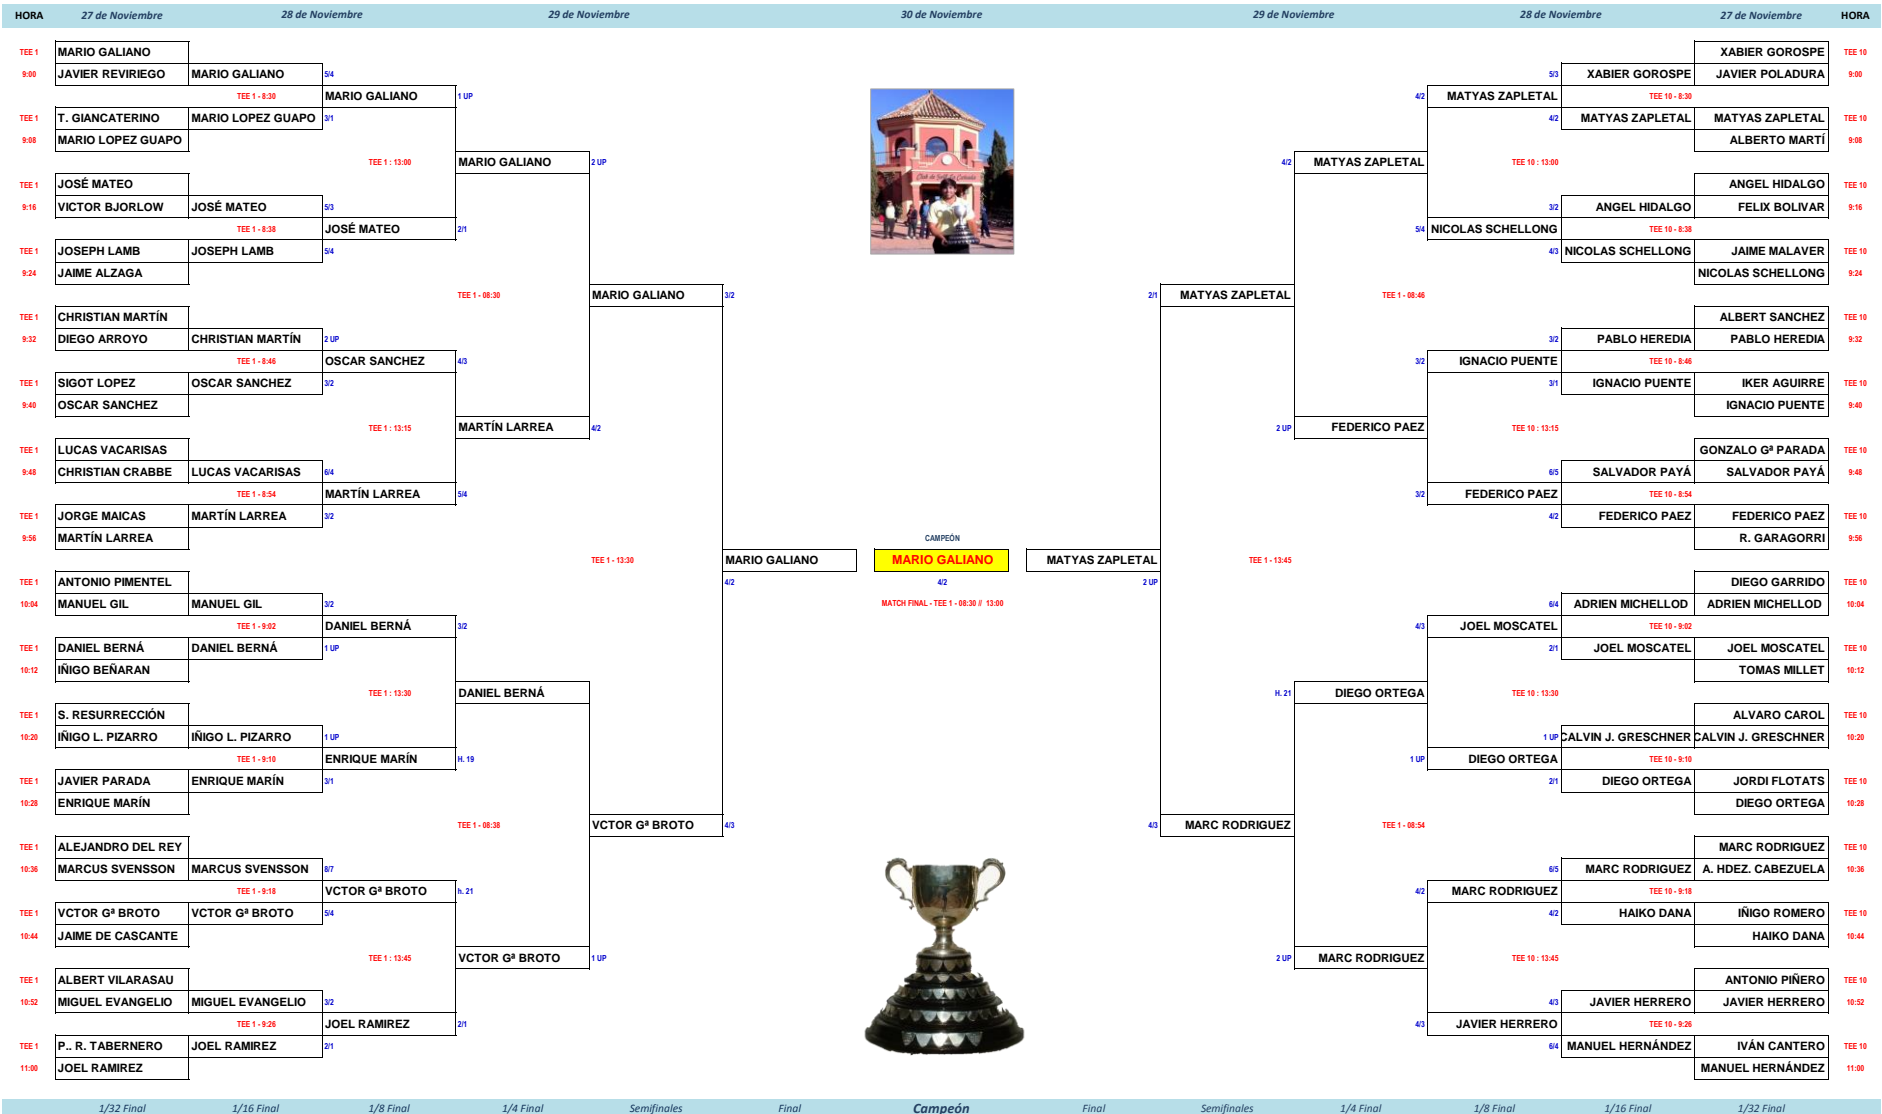 HORA 27 de Noviembre 28 de Noviembre 29 de Noviembre 30 de Noviembre 29 de Noviembre 28 de Noviembre 27 de Noviembre HORA
TEE 1 MARIO GALIANO XABIER GOROSPE TEE 10
9:00 JAVIER REVIRIEGO MARIO GALIANO 5/4 5/3 XABIER GOROSPE JAVIER POLADURA 9:00
TEE 1 - 8:30 MARIO GALIANO 1 UP 4/2 MATYAS ZAPLETAL TEE 10 - 8:30
TEE 1 T. GIANCATERINO MARIO LOPEZ GUAPO 3/1 4/2 MATYAS ZAPLETAL MATYAS ZAPLETAL TEE 10
9:08 MARIO LOPEZ GUAPO ALBERTO MARTÍ 9:08
TEE 1 : 13:00 MARIO GALIANO 2 UP 4/2 MATYAS ZAPLETAL TEE 10 : 13:00
Club de Golf La Cañada
TEE 1 JOSÉ MATEO ANGEL HIDALGO TEE 10
9:16 VICTOR BJORLOW JOSÉ MATEO 5/3 3/2 ANGEL HIDALGO FELIX BOLIVAR 9:16
TEE 1 - 8:38 JOSÉ MATEO 2/1 5/4 NICOLAS SCHELLONG TEE 10 - 8:38
TEE 1 JOSEPH LAMB JOSEPH LAMB 5/4 4/3 NICOLAS SCHELLONG JAIME MALAVER TEE 10
9:24 JAIME ALZAGA NICOLAS SCHELLONG 9:24
TEE 1 - 08:30 MARIO GALIANO 3/2 2/1 MATYAS ZAPLETAL TEE 1 - 08:46
TEE 1 CHRISTIAN MARTÍN ALBERT SANCHEZ TEE 10
9:32 DIEGO ARROYO CHRISTIAN MARTÍN 2 UP 3/2 PABLO HEREDIA PABLO HEREDIA 9:32
TEE 1 - 8:46 OSCAR SANCHEZ 4/3 3/2 IGNACIO PUENTE TEE 10 - 8:46
TEE 1 SIGOT LOPEZ OSCAR SANCHEZ 3/2 3/1 IGNACIO PUENTE IKER AGUIRRE TEE 10
9:40 OSCAR SANCHEZ IGNACIO PUENTE 9:40
TEE 1 : 13:15 MARTÍN LARREA 4/2 2 UP FEDERICO PAEZ TEE 10 : 13:15
TEE 1 LUCAS VACARISAS GONZALO Gª PARADA TEE 10
9:48 CHRISTIAN CRABBE LUCAS VACARISAS 6/4 6/5 SALVADOR PAYÁ SALVADOR PAYÁ 9:48
TEE 1 - 8:54 MARTÍN LARREA 5/4 3/2 FEDERICO PAEZ TEE 10 - 8:54
TEE 1 JORGE MAICAS MARTÍN LARREA 3/2 4/2 FEDERICO PAEZ FEDERICO PAEZ TEE 10
9:56 MARTÍN LARREA CAMPEÓN R. GARAGORRI 9:56
TEE 1 - 13:30 MARIO GALIANO MARIO GALIANO MATYAS ZAPLETAL TEE 1 - 13:45
TEE 1 ANTONIO PIMENTEL 4/2 4/2 2 UP DIEGO GARRIDO TEE 10
10:04 MANUEL GIL MANUEL GIL 3/2 MATCH FINAL - TEE 1 - 08:30 // 13:00 6/4 ADRIEN MICHELLOD ADRIEN MICHELLOD 10:04
TEE 1 - 9:02 DANIEL BERNÁ 3/2 4/3 JOEL MOSCATEL TEE 10 - 9:02
TEE 1 DANIEL BERNÁ DANIEL BERNÁ 1 UP 2/1 JOEL MOSCATEL JOEL MOSCATEL TEE 10
10:12 IÑIGO BEÑARAN TOMAS MILLET 10:12
TEE 1 : 13:30 DANIEL BERNÁ H. 21 DIEGO ORTEGA TEE 10 : 13:30
TEE 1 S. RESURRECCIÓN ALVARO CAROL TEE 10
10:20 IÑIGO L. PIZARRO IÑIGO L. PIZARRO 1 UP 1 UP CALVIN J. GRESCHNER CALVIN J. GRESCHNER 10:20
TEE 1 - 9:10 ENRIQUE MARÍN H. 19 1 UP DIEGO ORTEGA TEE 10 - 9:10
TEE 1 JAVIER PARADA ENRIQUE MARÍN 3/1 2/1 DIEGO ORTEGA JORDI FLOTATS TEE 10
10:28 ENRIQUE MARÍN DIEGO ORTEGA 10:28
TEE 1 - 08:38 VCTOR Gª BROTO 4/3 4/3 MARC RODRIGUEZ TEE 1 - 08:54
TEE 1 ALEJANDRO DEL REY MARC RODRIGUEZ TEE 10
10:36 MARCUS SVENSSON MARCUS SVENSSON 8/7 6/5 MARC RODRIGUEZ A. HDEZ. CABEZUELA 10:36
TEE 1 - 9:18 VCTOR Gª BROTO h. 21 4/2 MARC RODRIGUEZ TEE 10 - 9:18
TEE 1 VCTOR Gª BROTO VCTOR Gª BROTO 5/4 4/2 HAIKO DANA IÑIGO ROMERO TEE 10
10:44 JAIME DE CASCANTE HAIKO DANA 10:44
TEE 1 : 13:45 VCTOR Gª BROTO 1 UP 2 UP MARC RODRIGUEZ TEE 10 : 13:45
TEE 1 ALBERT VILARASAU ANTONIO PIÑERO TEE 10
10:52 MIGUEL EVANGELIO MIGUEL EVANGELIO 3/2 4/3 JAVIER HERRERO JAVIER HERRERO 10:52
TEE 1 - 9:26 JOEL RAMIREZ 2/1 4/3 JAVIER HERRERO TEE 10 - 9:26
TEE 1 P.. R. TABERNERO JOEL RAMIREZ 2/1 6/4 MANUEL HERNÁNDEZ IVÁN CANTERO TEE 10
11:00 JOEL RAMIREZ MANUEL HERNÁNDEZ 11:00
1/32 Final 1/16 Final 1/8 Final 1/4 Final Semifinales Final Campeón Final Semifinales 1/4 Final 1/8 Final 1/16 Final 1/32 Final